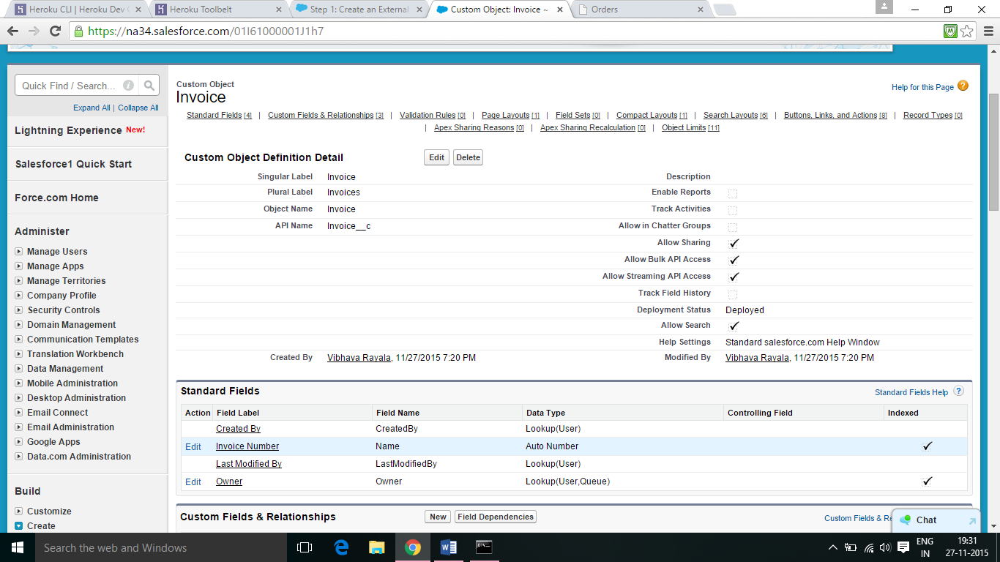 Heroku CLI | Heroku Dev C
Heroku Toolbelt
Step 1: Create an External
Custom Object: Invoice ~
Orders
https://na34.salesforce.com/01I61000001J1h7
Quick Find / Search...
Expand All | Collapse All
Lightning Experience New!
Salesforce1 Quick Start
Force.com Home
Administer
Manage Users
Manage Apps
Manage Territories
Company Profile
Security Controls
Domain Management
Communication Templates
Translation Workbench
Data Management
Mobile Administration
Desktop Administration
Email Connect
Email Administration
Google Apps
Data.com Administration
Build
Customize
Create
Custom Object
Invoice
Help for this Page
Standard Fields [4] | Custom Fields & Relationships [3] | Validation Rules [0] | Page Layouts [1] | Field Sets [0] | Compact Layouts [1] | Search Layouts [6] | Buttons, Links, and Actions [8] | Record Types [0]
| Apex Sharing Reasons [0] | Apex Sharing Recalculation [0] | Object Limits [11]
Custom Object Definition Detail Edit Delete
Singular Label Invoice Description
Plural Label Invoices Enable Reports
Object Name Invoice Track Activities
API Name Invoice__c Allow in Chatter Groups
Allow Sharing
Allow Bulk API Access
Allow Streaming API Access
Track Field History
Deployment Status Deployed
Allow Search
Help Settings Standard salesforce.com Help Window
Created By Vibhava Rayala, 11/27/2015 7:20 PM Modified By Vibhava Rayala, 11/27/2015 7:20 PM
Standard Fields Standard Fields Help ?
Action Field Label Field Name Data Type Controlling Field Indexed
Created By CreatedBy Lookup(User)
Edit Invoice Number Name Auto Number
Last Modified By LastModifiedBy Lookup(User)
Edit Owner Owner Lookup(User,Queue)
Custom Fields & Relationships New Field Dependencies Custom Fields & Re
Chat
Search the web and Windows
ENG
IN
19:31
27-11-2015